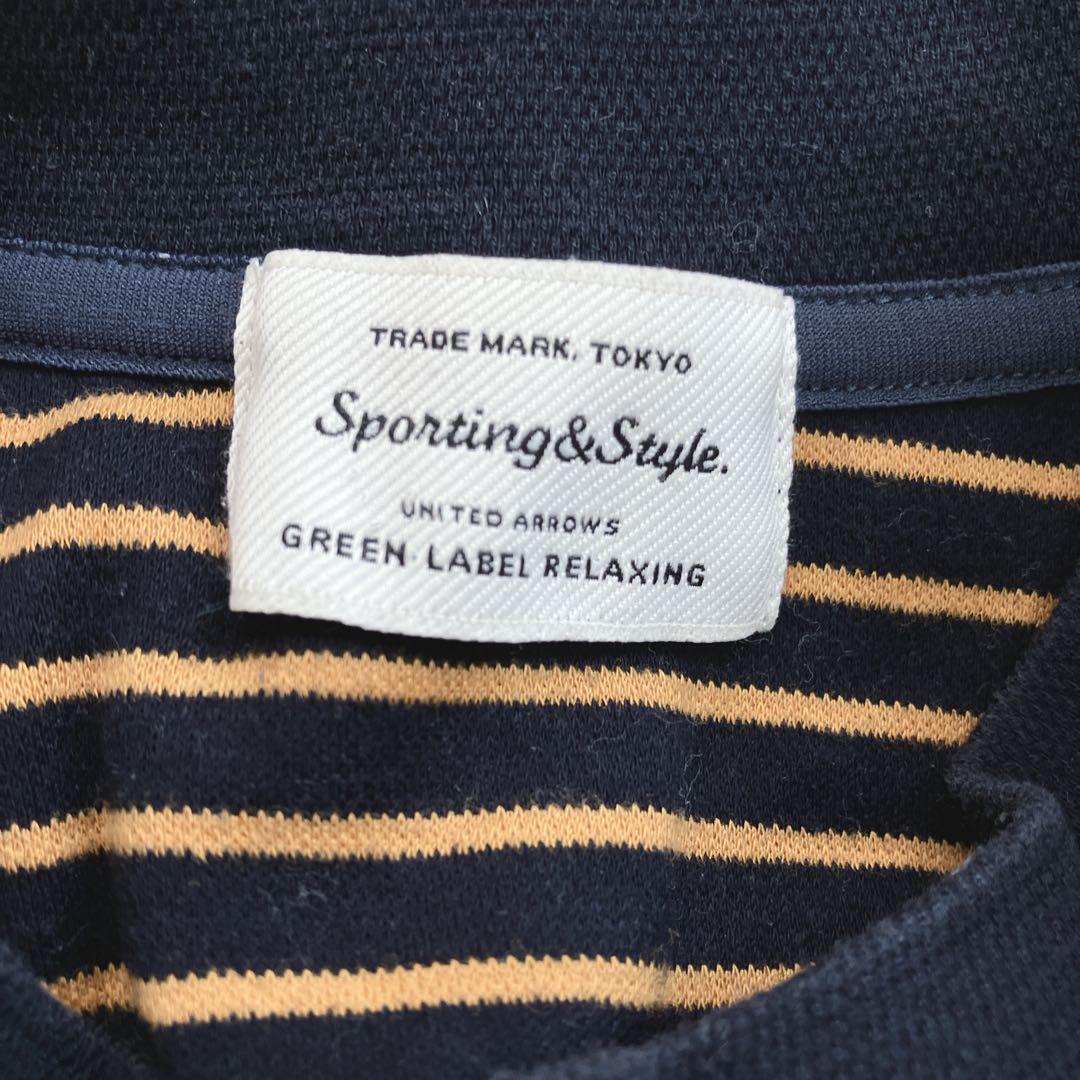 TRADE MARK, TOKYO
Sporting&Style.
UNITED ARROWS
GREEN LABEL RELAXING